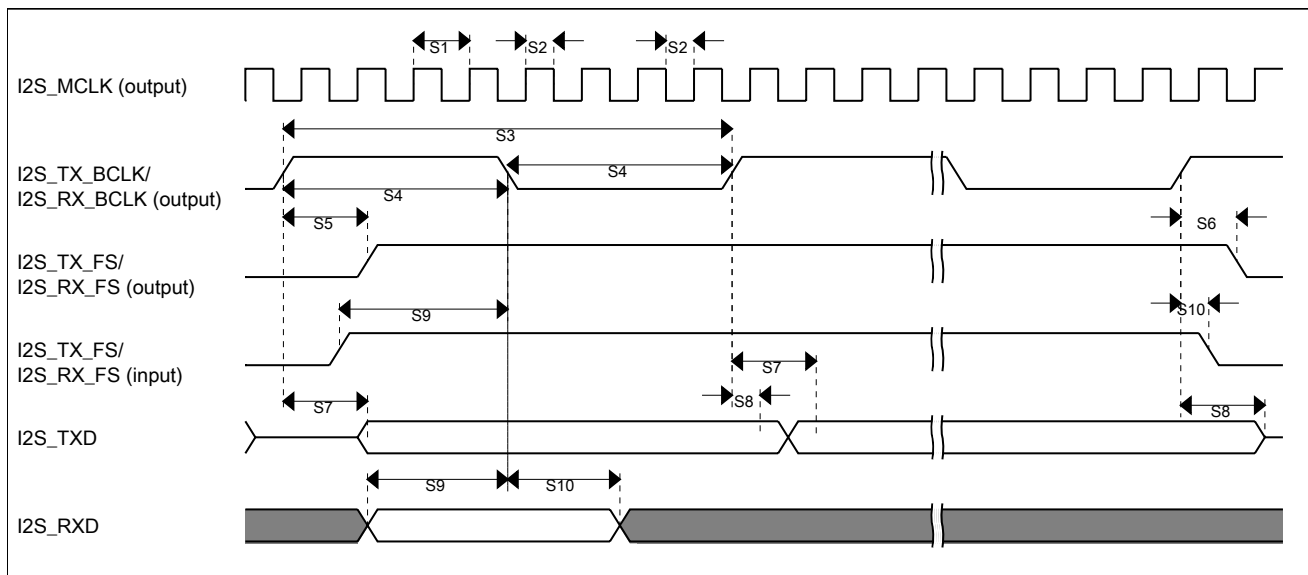 S1 S2 S2
I2S_MCLK (output)
S3
I2S_TX_BCLK/
I2S_RX_BCLK (output)
S4
S4
S5 S6
I2S_TX_FS/
I2S_RX_FS (output)
S9 S10
I2S_TX_FS/
I2S_RX_FS (input)
S7
S7 S8 S8
I2S_TXD
S9 S10
I2S_RXD